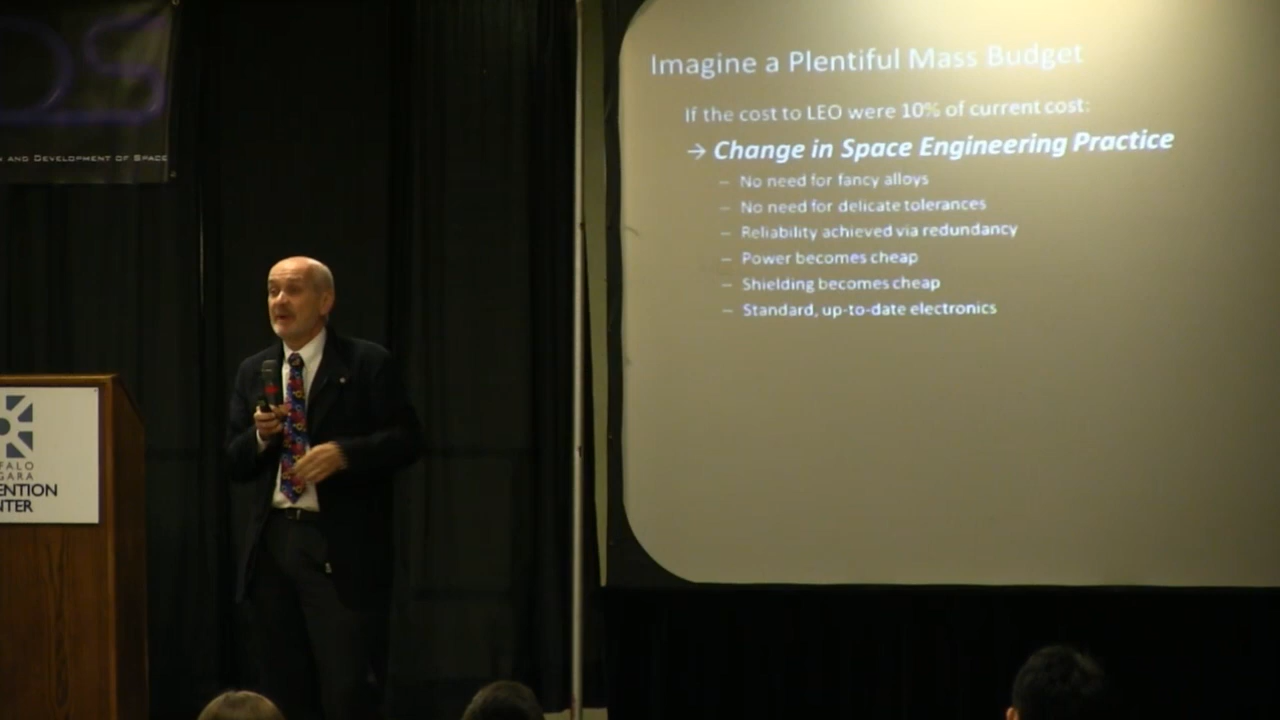 DS
AND DEVELOPMENT OF SPACE
FALO
GARA
ENTION
NTER
Imagine a Plentiful Mass Budget
If the cost to LEO were 10% of current cost:
→ Change in Space Engineering Practice
– No need for fancy alloys
– No need for delicate tolerances
– Reliability achieved via redundancy
– Power becomes cheap
– Shielding becomes cheap
– Standard, up-to-date electronics